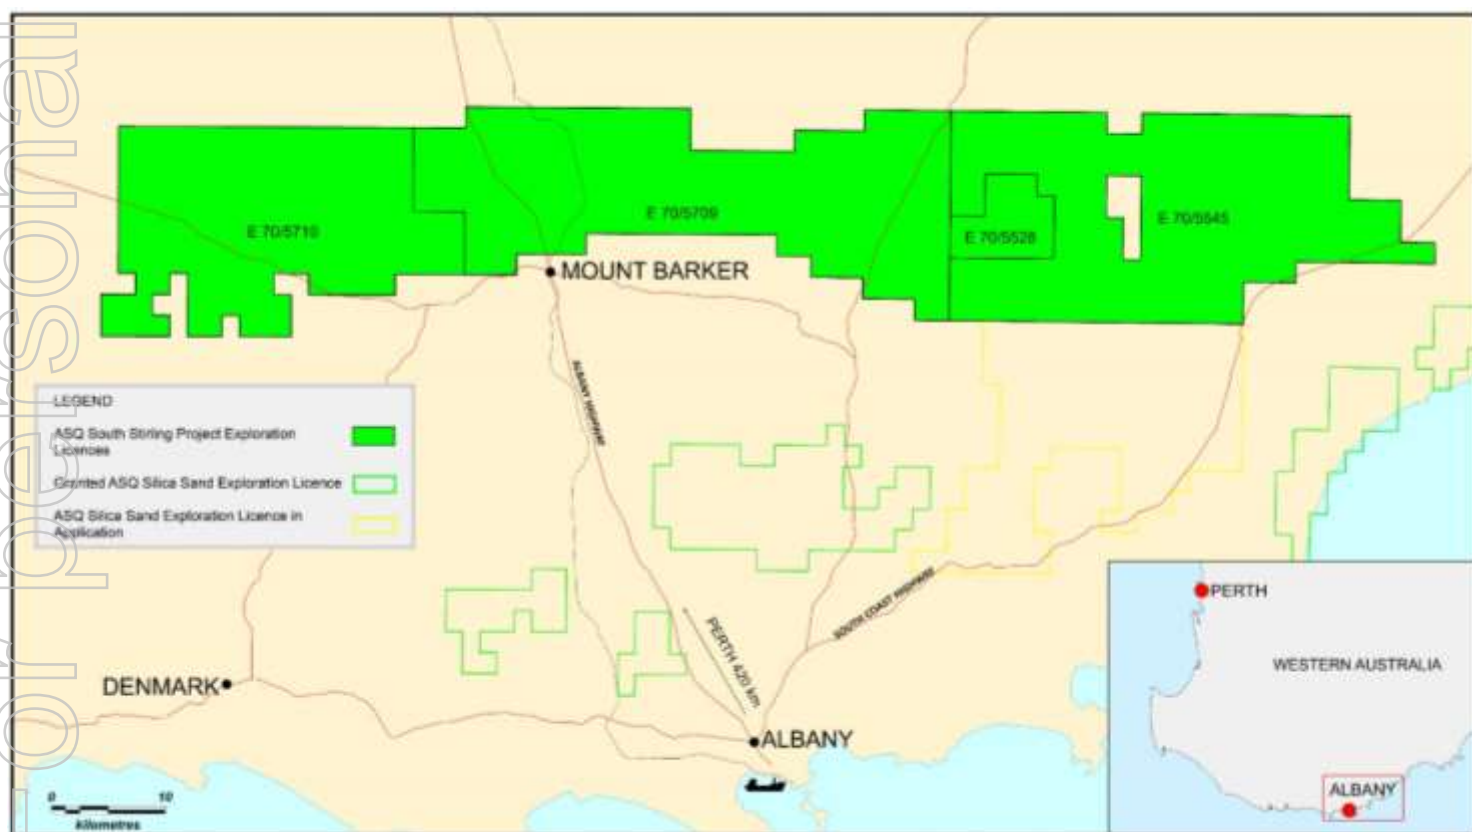 or personal
E 70/5710
E 70/5709
E 70/5528
E 70/5545
MOUNT BARKER
ALBANY HIGHWAY
LEGEND
ASQ South Stirling Project Exploration
Licences
Granted ASQ Silica Sand Exploration Licence
ASQ Silica Sand Exploration Licence in
Application
SOUTH COAST HIGHWAY
PERTH 420 km
DENMARK
ALBANY
0 10
Kilometres
PERTH
WESTERN AUSTRALIA
ALBANY